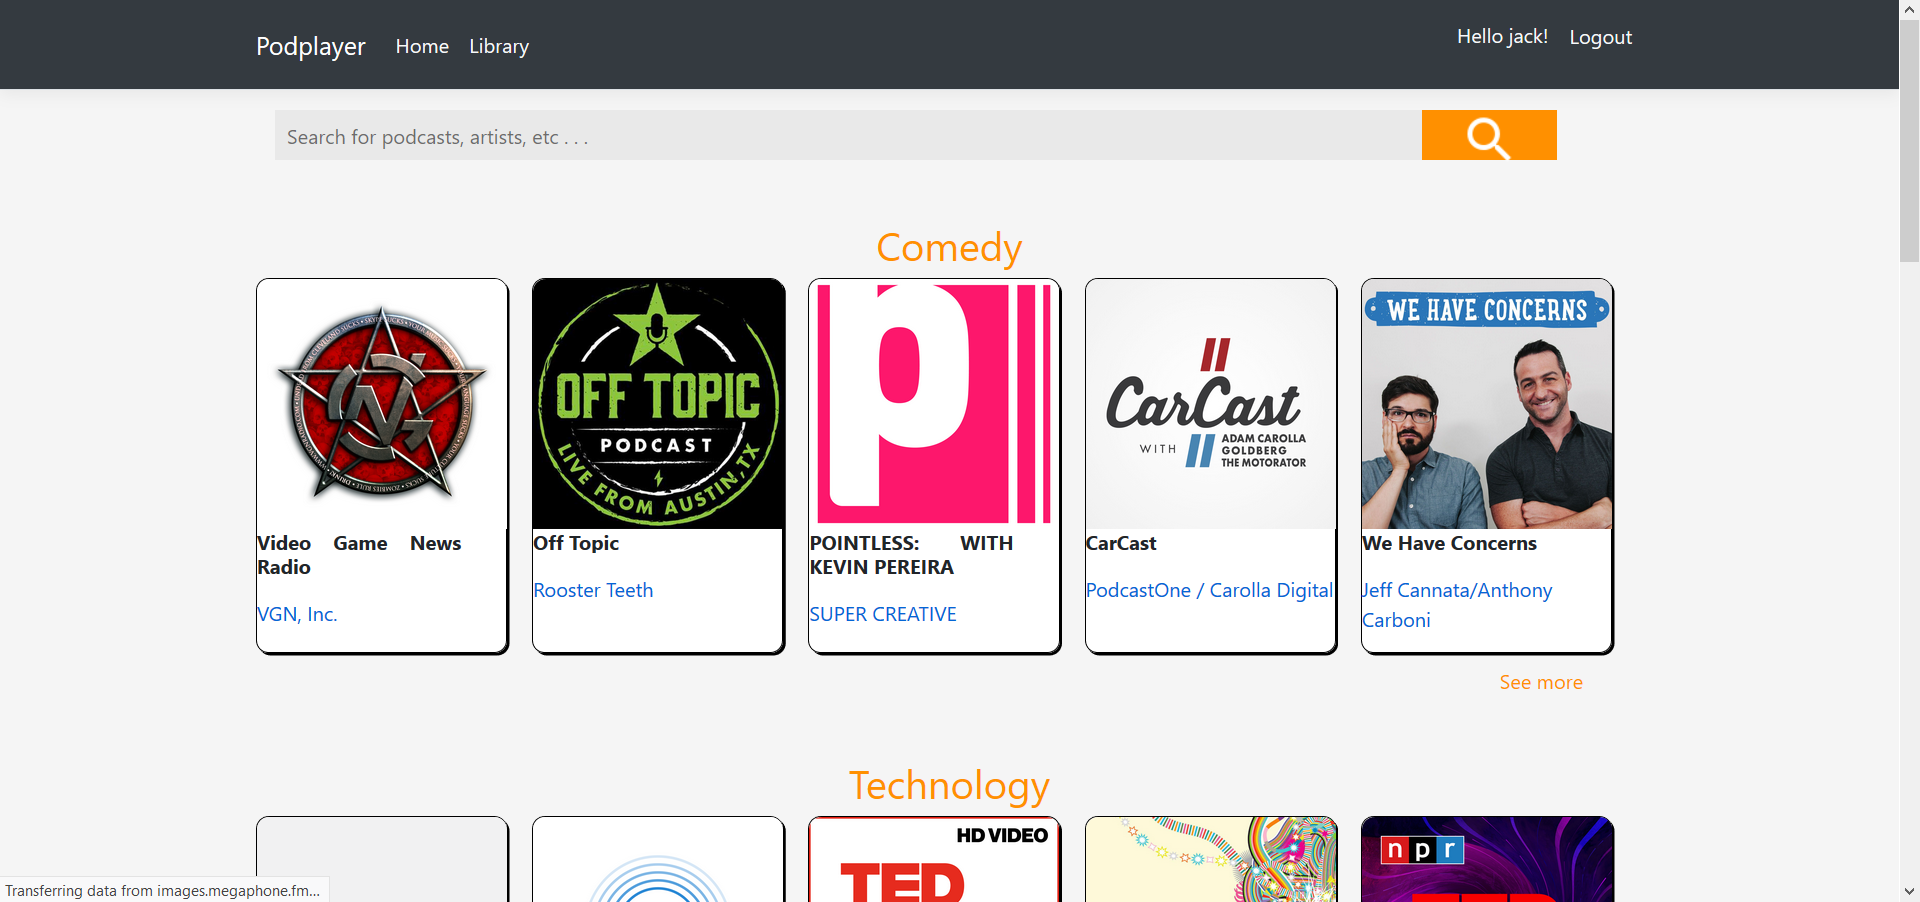 Podplayer Home Library Hello jack! Logout
Search for podcasts, artists, etc . . .
Comedy
OFF TOPIC
PODCAST
LIVE FROM AUSTIN, TX
p
CarCast
WITH ADAM CAROLLA
GOLDBERG
THE MOTORATOR
WE HAVE CONCERNS
Video Game News
Radio
VGN, Inc.
Off Topic
Rooster Teeth
POINTLESS: WITH
KEVIN PEREIRA
SUPER CREATIVE
CarCast
PodcastOne / Carolla Digital
We Have Concerns
Jeff Cannata/Anthony
Carboni
See more
Technology
HD VIDEO
TED
npr
Transferring data from images.megaphone.fm...